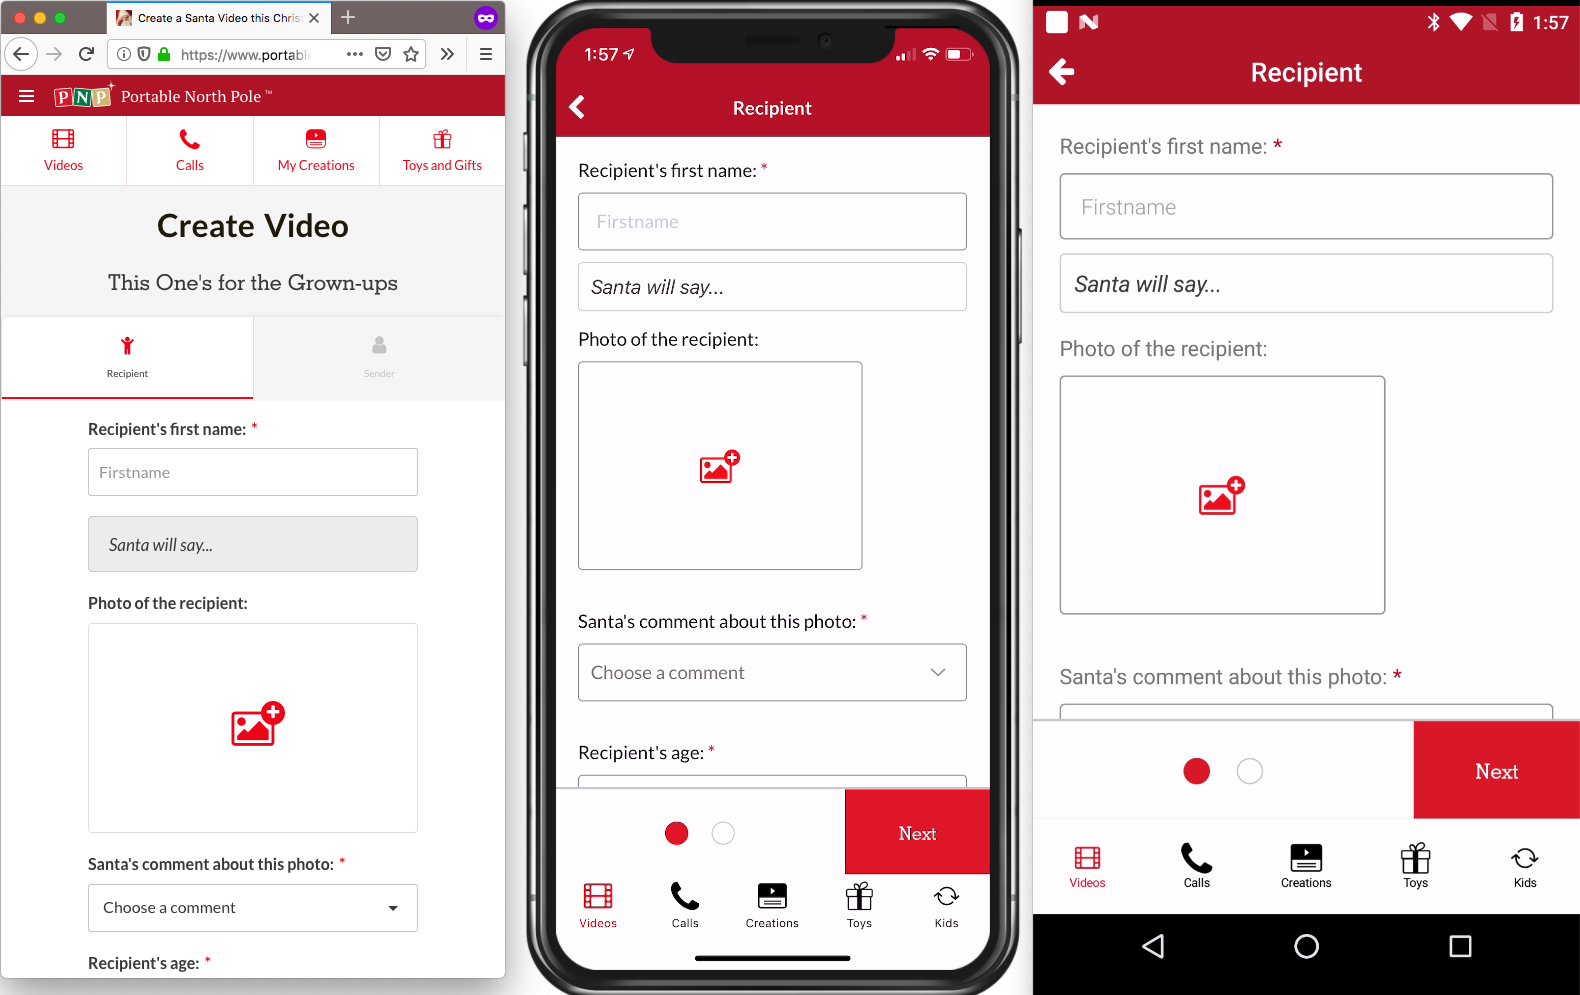 Create a Santa Video this Chris
https://www.portabl
PNP Portable North Pole™
Videos
Calls
My Creations
Toys and Gifts
Create Video
This One's for the Grown-ups
Recipient
Sender
Recipient's first name: *
Firstname
Santa will say...
Photo of the recipient:
Santa's comment about this photo: *
Choose a comment
Recipient's age: *
1:57
Recipient
Recipient's first name: *
Firstname
Santa will say...
Photo of the recipient:
Santa's comment about this photo: *
Choose a comment
Recipient's age: *
Next
Videos
Calls
Creations
Toys
Kids
1:57
Recipient
Recipient's first name: *
Firstname
Santa will say...
Photo of the recipient:
Santa's comment about this photo: *
Next
Videos
Calls
Creations
Toys
Kids